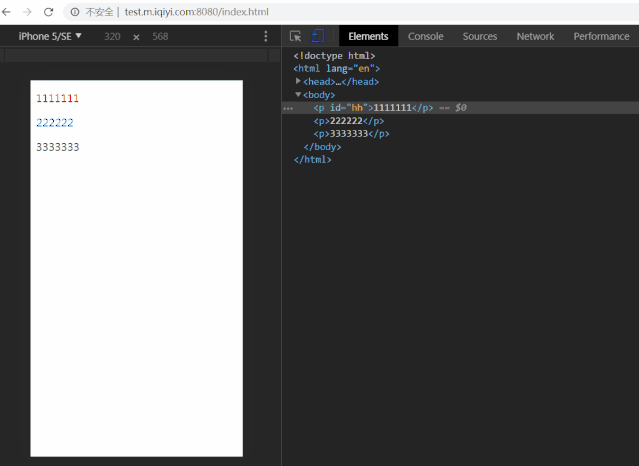 不安全 | test.m.iqiyi.com:8080/index.html
iPhone 5/SE ▼ 320 × 568
Elements Console Sources Network Performance
1111111
222222
3333333
<!doctype html>
<html lang="en">
▶<head>…</head>
▼<body>
… <p id="hh">1111111</p> == $0
<p>222222</p>
<p>3333333</p>
</body>
</html>